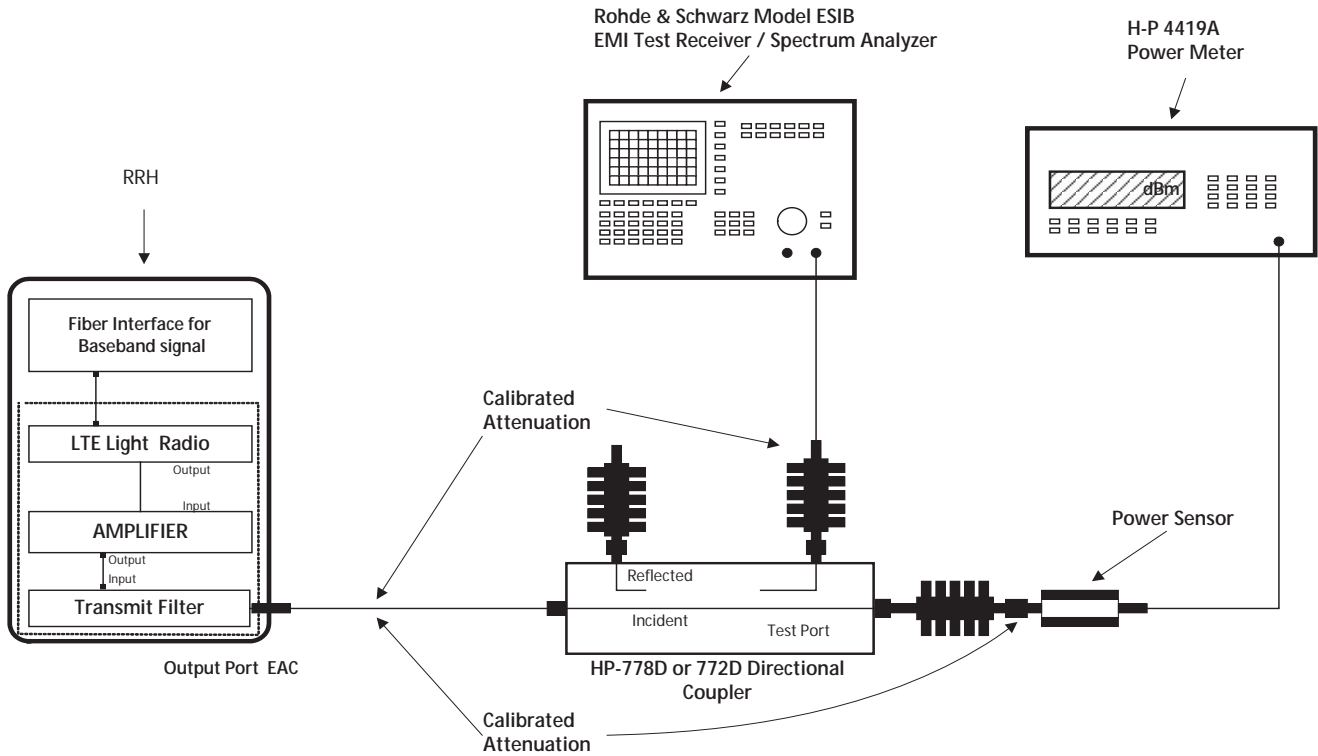 Rohde & Schwarz Model ESIB
EMI Test Receiver / Spectrum Analyzer
H-P 4419A
Power Meter
RRH
dBm
Fiber Interface for
Baseband signal
Calibrated
Attenuation
LTE Light Radio
Output
Input
AMPLIFIER
Output
Input
Transmit Filter
Power Sensor
Reflected
Incident
Test Port
Output Port EAC
HP-778D or 772D Directional
Coupler
Calibrated
Attenuation